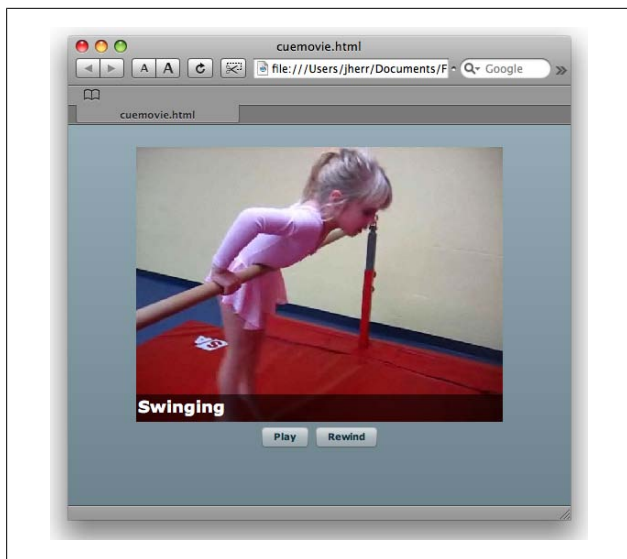 cuemovie.html
A A
file:///Users/jherr/Documents/F
Google
cuemovie.html
Swinging
Play
Rewind